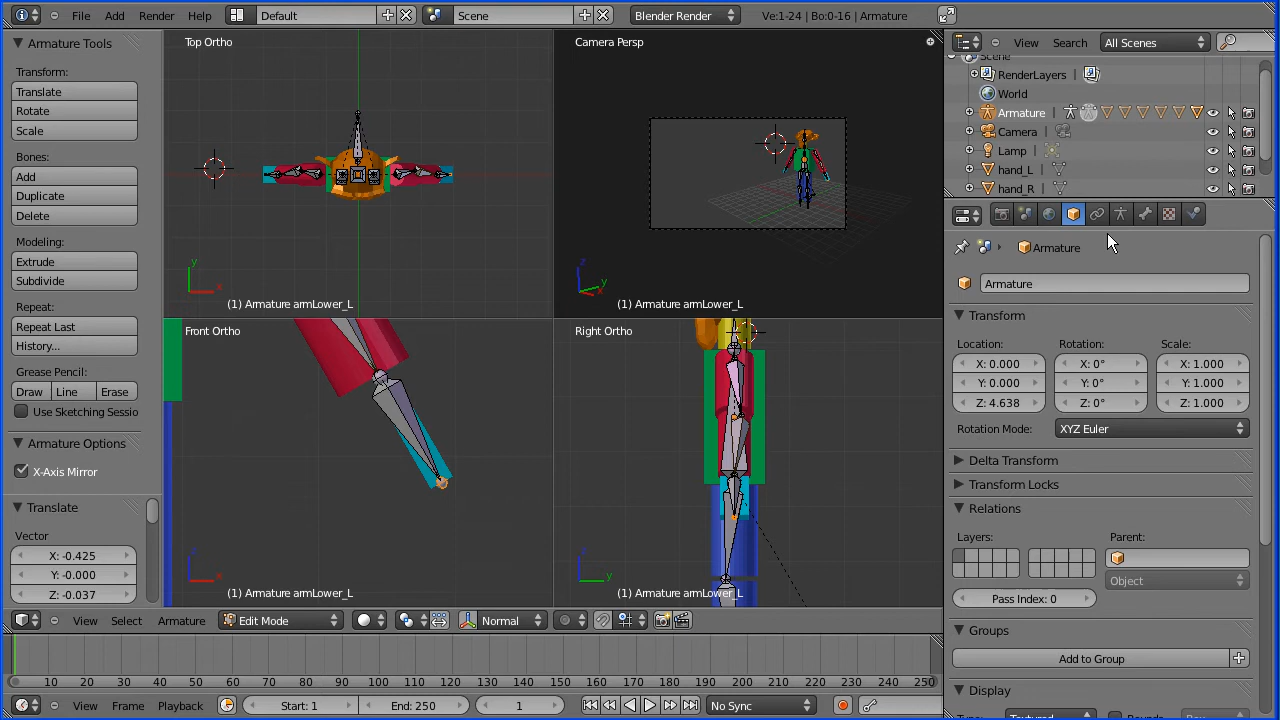 File Add Render Help Default Scene Blender Render Ve:1-24 | Bo:0-16 | Armature
Armature Tools
Transform:
Translate
Rotate
Scale
Bones:
Add
Duplicate
Delete
Modeling:
Extrude
Subdivide
Repeat:
Repeat Last
History...
Grease Pencil:
Draw Line Erase
Use Sketching Sessio
Armature Options
X-Axis Mirror
Translate
Vector
X: -0.425
Y: -0.000
Z: -0.037
Top Ortho
y
x
(1) Armature armLower_L
Camera Persp
z
y
x
(1) Armature armLower_L
Front Ortho
z
x
(1) Armature armLower_L
Right Ortho
z
y
(1) Armature armLower_L
View Select Armature Edit Mode Normal
10 20 30 40 50 60 70 80 90 100 110 120 130 140 150 160 170 180 190 200 210 220 230 240 250
View Frame Playback Start: 1 End: 250 1 No Sync
View Search All Scenes
Scene
RenderLayers
World
Armature
Camera
Lamp
hand_L
hand_R
Armature
Armature
Transform
Location: Rotation: Scale:
X: 0.000 X: 0° X: 1.000
Y: 0.000 Y: 0° Y: 1.000
Z: 4.638 Z: 0° Z: 1.000
Rotation Mode: XYZ Euler
Delta Transform
Transform Locks
Relations
Layers: Parent:
Object
Pass Index: 0
Groups
Add to Group
Display